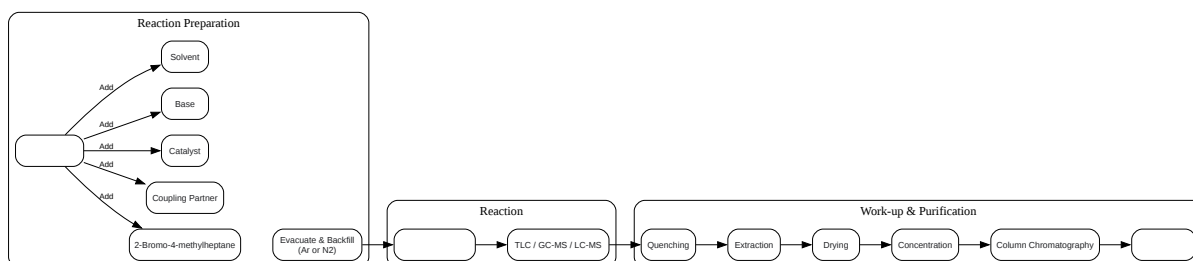 Reaction Preparation
Solvent
Add
Base
Add
Add
Catalyst
Add
Coupling Partner
Add
2-Bromo-4-methylheptane
Evacuate & Backfill
(Ar or N2)
Reaction
TLC / GC-MS / LC-MS
Work-up & Purification
Quenching
Extraction
Drying
Concentration
Column Chromatography